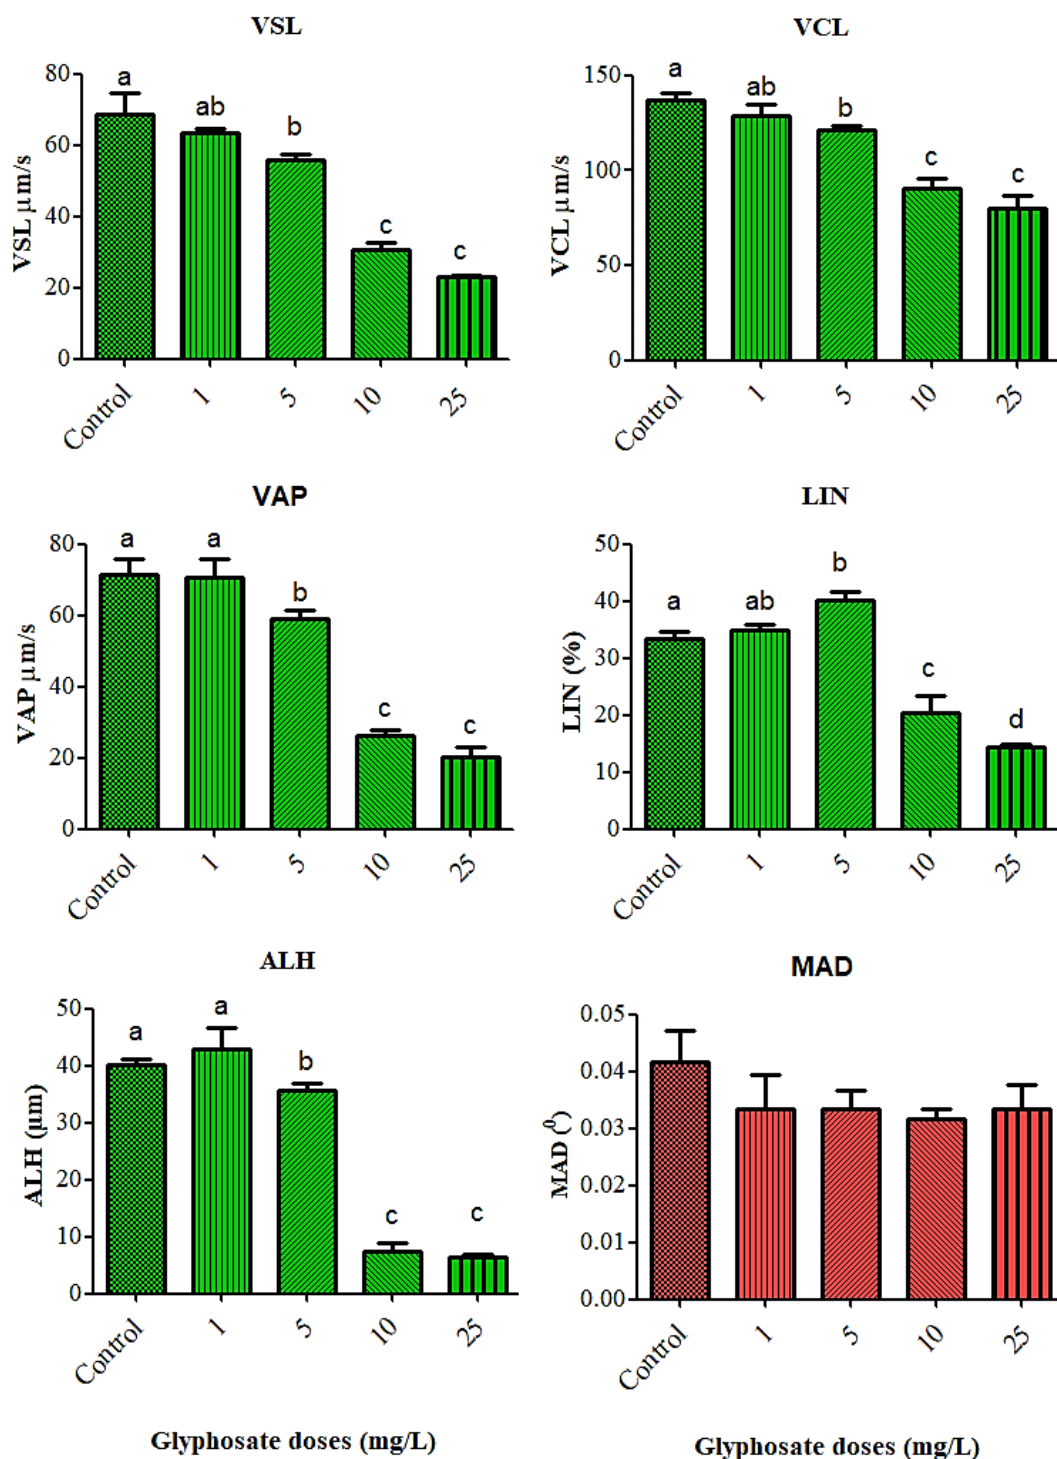 VSL
80
60
40
20
0
VSL µm/s
a
ab
b
c
c
Control
1
5
10
25
VCL
150
100
50
0
VCL µm/s
a
ab
b
c
c
Control
1
5
10
25
VAP
80
60
40
20
0
VAP µm/s
a
a
b
c
c
Control
1
5
10
25
LIN
50
40
30
20
10
0
LIN (%)
a
ab
b
c
d
Control
1
5
10
25
ALH
50
40
30
20
10
0
ALH (µm)
a
a
b
c
c
Control
1
5
10
25
Glyphosate doses (mg/L)
MAD
0.05
0.04
0.03
0.02
0.01
0.00
MAD (⁰)
Control
1
5
10
25
Glyphosate doses (mg/L)